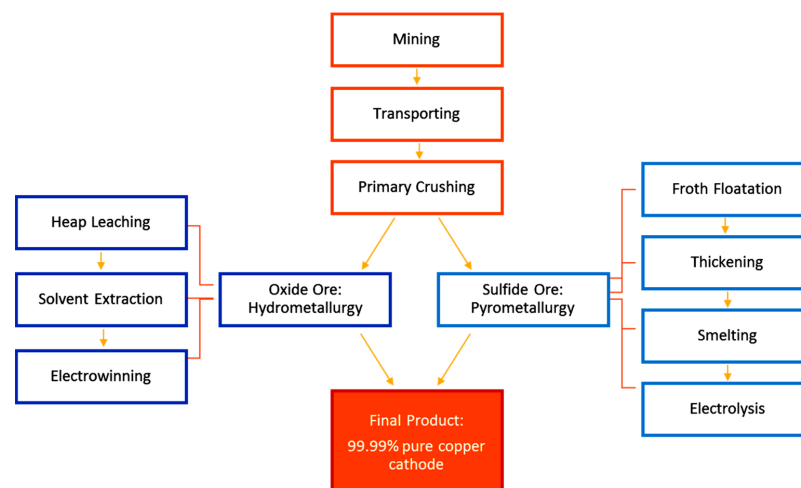 Mining
Transporting
Primary Crushing
Heap Leaching
Solvent Extraction
Electrowinning
Oxide Ore:
Hydrometallurgy
Sulfide Ore:
Pyrometallurgy
Froth Floatation
Thickening
Smelting
Electrolysis
Final Product:
99.99% pure copper
cathode